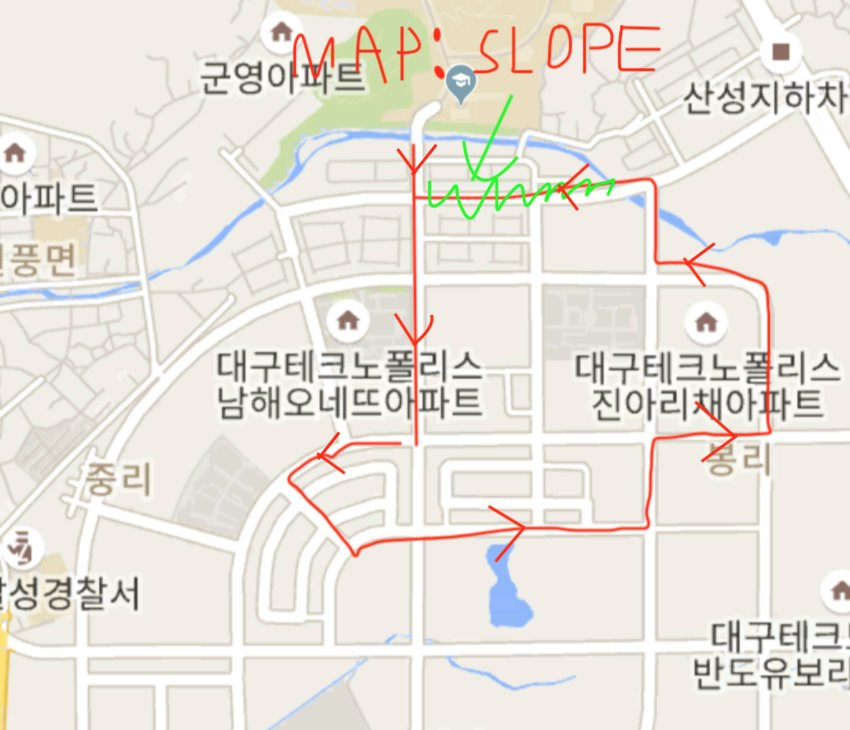 MAP: SLOPE
군영아파트
산성지하차
아파트
풍면
대구테크노폴리스
남해오네뜨아파트
대구테크노폴리스
진아리채아파트
중리
봉리
성경찰서
대구테크노
반도유보라